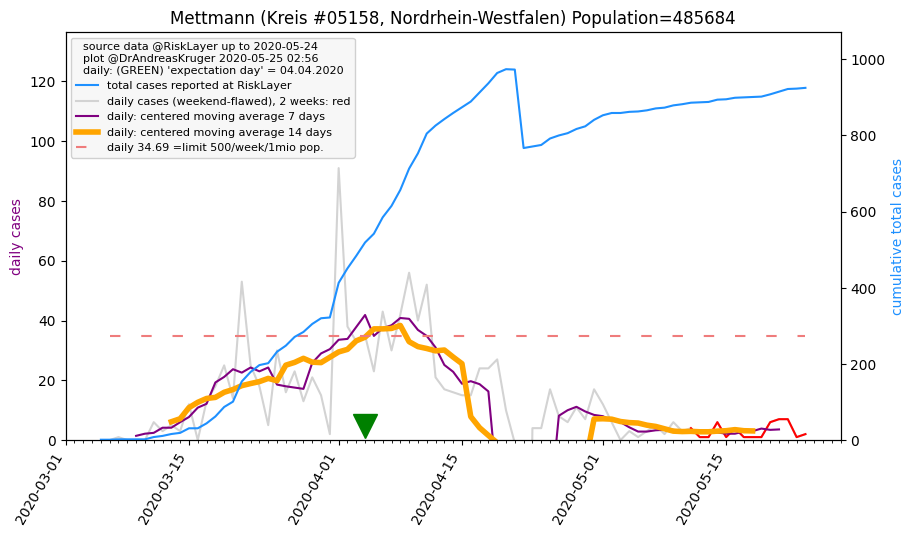 Mettmann (Kreis #05158, Nordrhein-Westfalen) Population=485684
source data @RiskLayer up to 2020-05-24
plot @DrAndreasKruger 2020-05-25 02:56
daily: (GREEN) 'expectation day' = 04.04.2020
total cases reported at RiskLayer
daily cases (weekend-flawed), 2 weeks: red
daily: centered moving average 7 days
daily: centered moving average 14 days
daily 34.69 =limit 500/week/1mio pop.
daily cases
120
100
80
60
40
20
0
1000
800
600
400
200
0
cumulative total cases
2020-03-01
2020-03-15
2020-04-01
2020-04-15
2020-05-01
2020-05-15